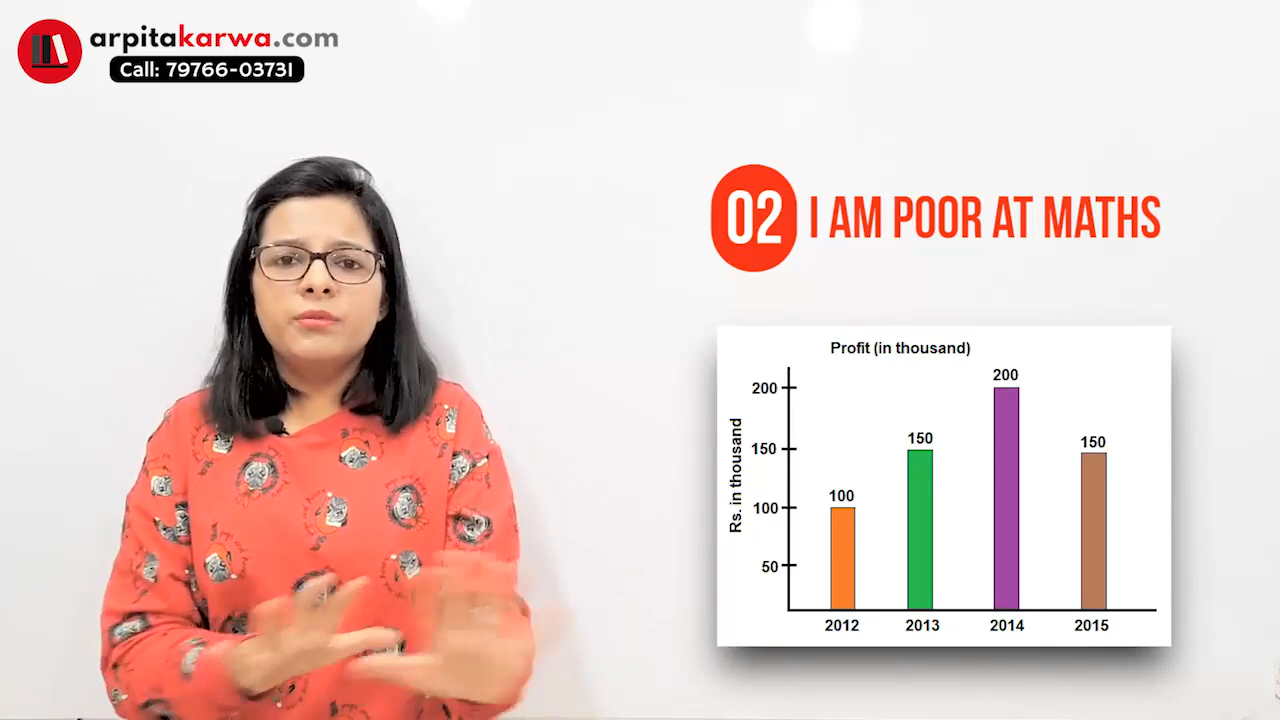 arpitakarwa.com
Call: 79766-03731
02 I AM POOR AT MATHS
Profit (in thousand)
Rs. in thousand
200
150
100
50
100
150
200
150
2012 2013 2014 2015